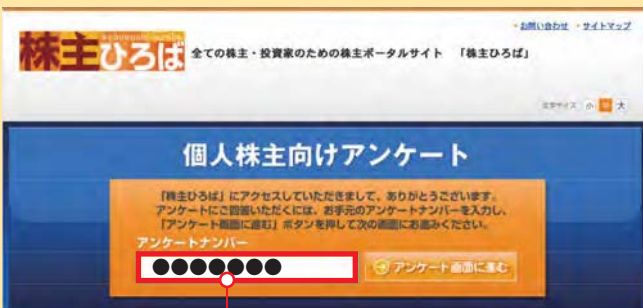 ・お問い合わせ ・サイトマップ
株主ひろば 全ての株主・投資家のための株主ポータルサイト 「株主ひろば」
文字サイズ 小 中 大
個人株主向けアンケート
「株主ひろば」にアクセスしていただきまして、ありがとうございます。
アンケートにご回答いただくには、お手元のアンケートナンバーを入力し、
「アンケート画面に進む」ボタンを押して次の画面にお進みください。
アンケートナンバー
●●●●●●● アンケート画面に進む